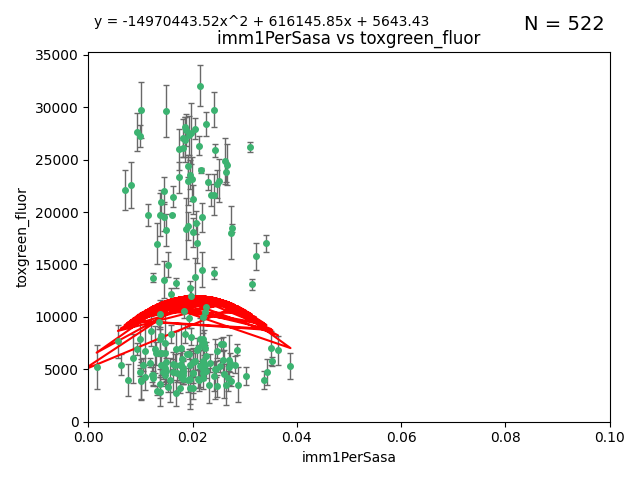 y = -14970443.52x^2 + 616145.85x + 5643.43
N = 522
imm1PerSasa vs toxgreen_fluor
35000
30000
25000
20000
15000
10000
5000
0
toxgreen_fluor
0.00 0.02 0.04 0.06 0.08 0.10
imm1PerSasa